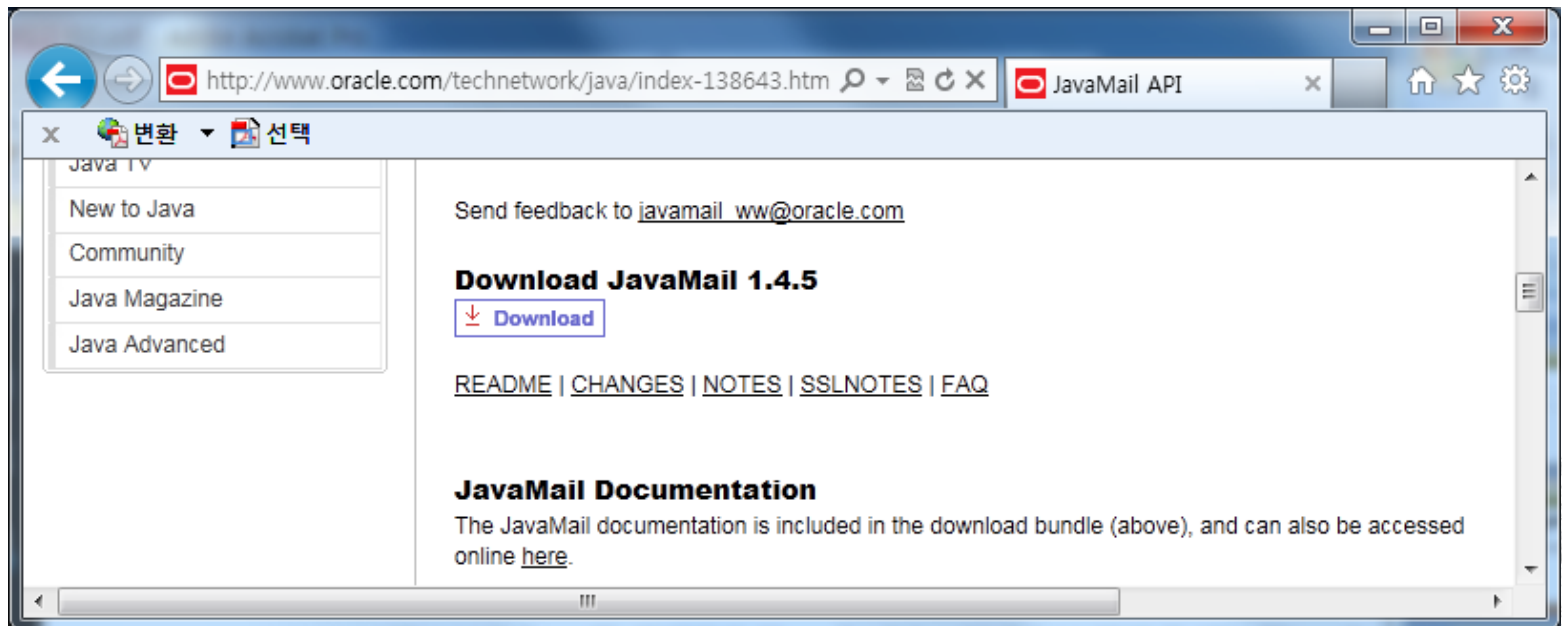 http://www.oracle.com/technetwork/java/index-138643.htm
JavaMail API
변환
선택
Java TV
New to Java
Community
Java Magazine
Java Advanced
Send feedback to javamail_ww@oracle.com
Download JavaMail 1.4.5
Download
README | CHANGES | NOTES | SSLNOTES | FAQ
JavaMail Documentation
The JavaMail documentation is included in the download bundle (above), and can also be accessed
online here.